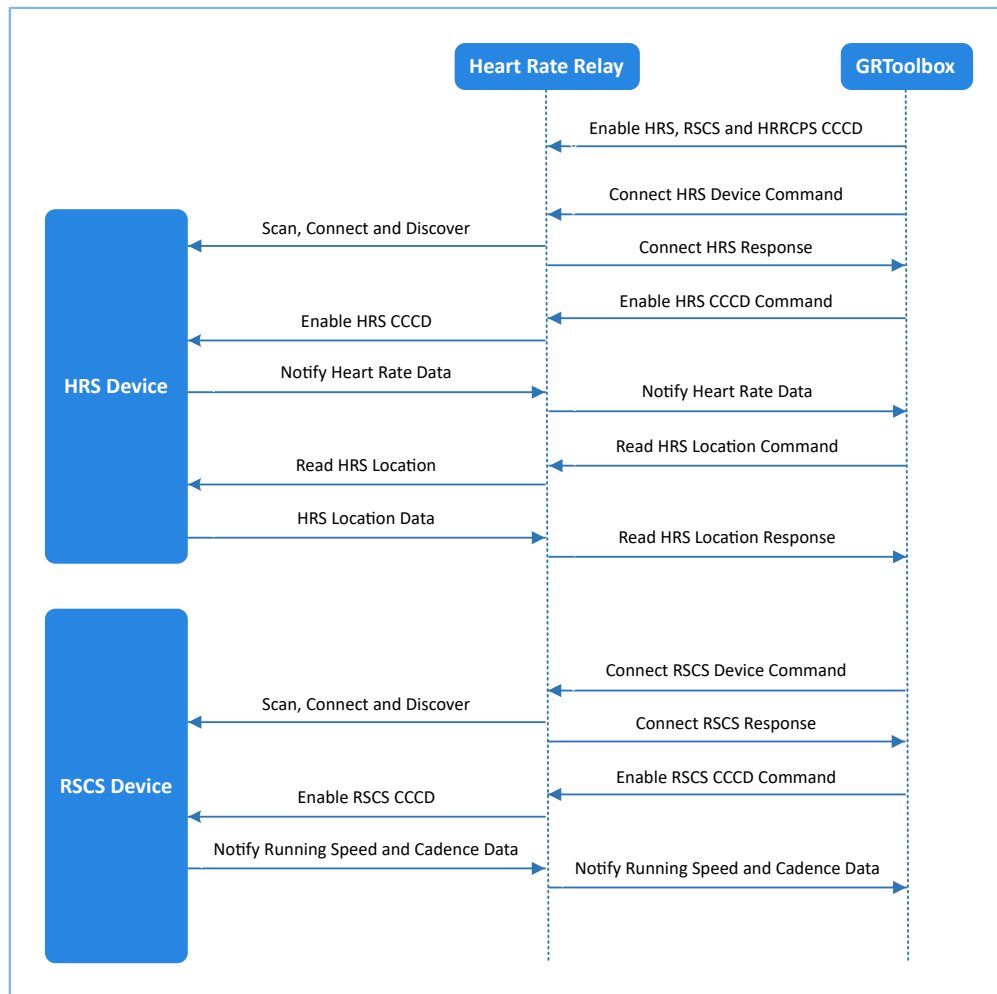 Heart Rate Relay
GRToolbox
Enable HRS, RSCS and HRRCPS CCCD
Connect HRS Device Command
Scan, Connect and Discover
Connect HRS Response
Enable HRS CCCD Command
Enable HRS CCCD
Notify Heart Rate Data
HRS Device
Notify Heart Rate Data
Read HRS Location Command
Read HRS Location
HRS Location Data
Read HRS Location Response
Connect RSCS Device Command
Scan, Connect and Discover
Connect RSCS Response
Enable RSCS CCCD Command
RSCS Device
Enable RSCS CCCD
Notify Running Speed and Cadence Data
Notify Running Speed and Cadence Data